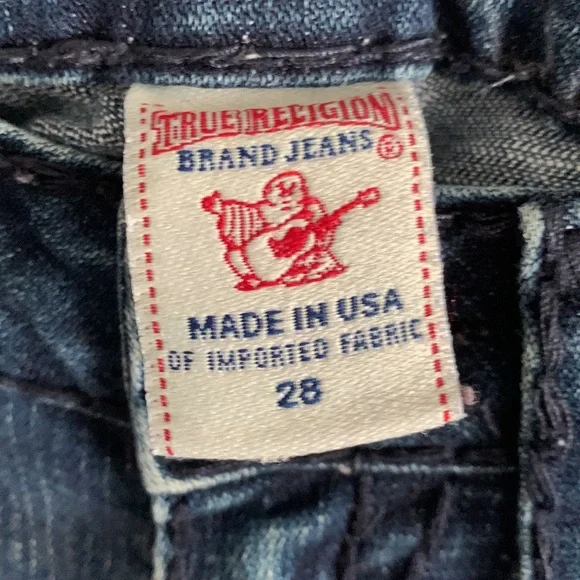 TRUE RELIGION
BRAND JEANS ®
MADE IN USA
OF IMPORTED FABRIC
28